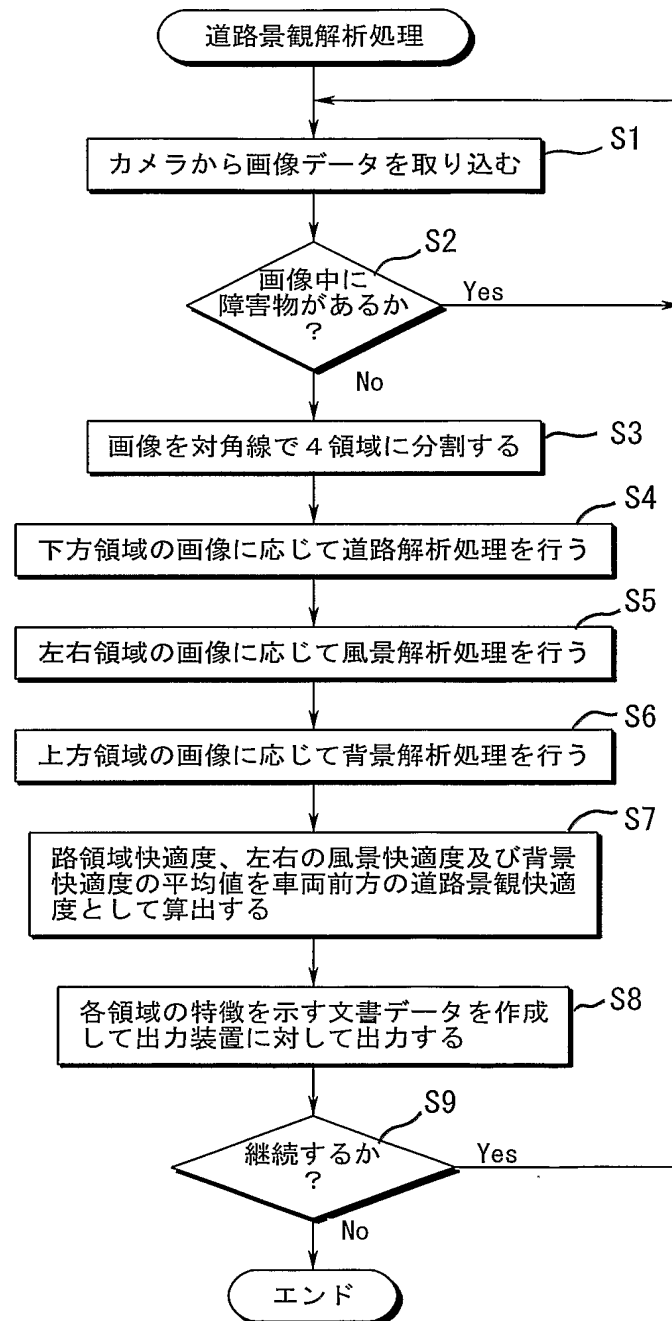 道路景観解析処理
S1
カメラから画像データを取り込む
S2
画像中に
障害物があるか
?
Yes
No
S3
画像を対角線で4領域に分割する
S4
下方領域の画像に応じて道路解析処理を行う
S5
左右領域の画像に応じて風景解析処理を行う
S6
上方領域の画像に応じて背景解析処理を行う
S7
路領域快適度、左右の風景快適度及び背景
快適度の平均値を車両前方の道路景観快適
度として算出する
S8
各領域の特徴を示す文書データを作成
して出力装置に対して出力する
S9
継続するか
?
Yes
No
エンド